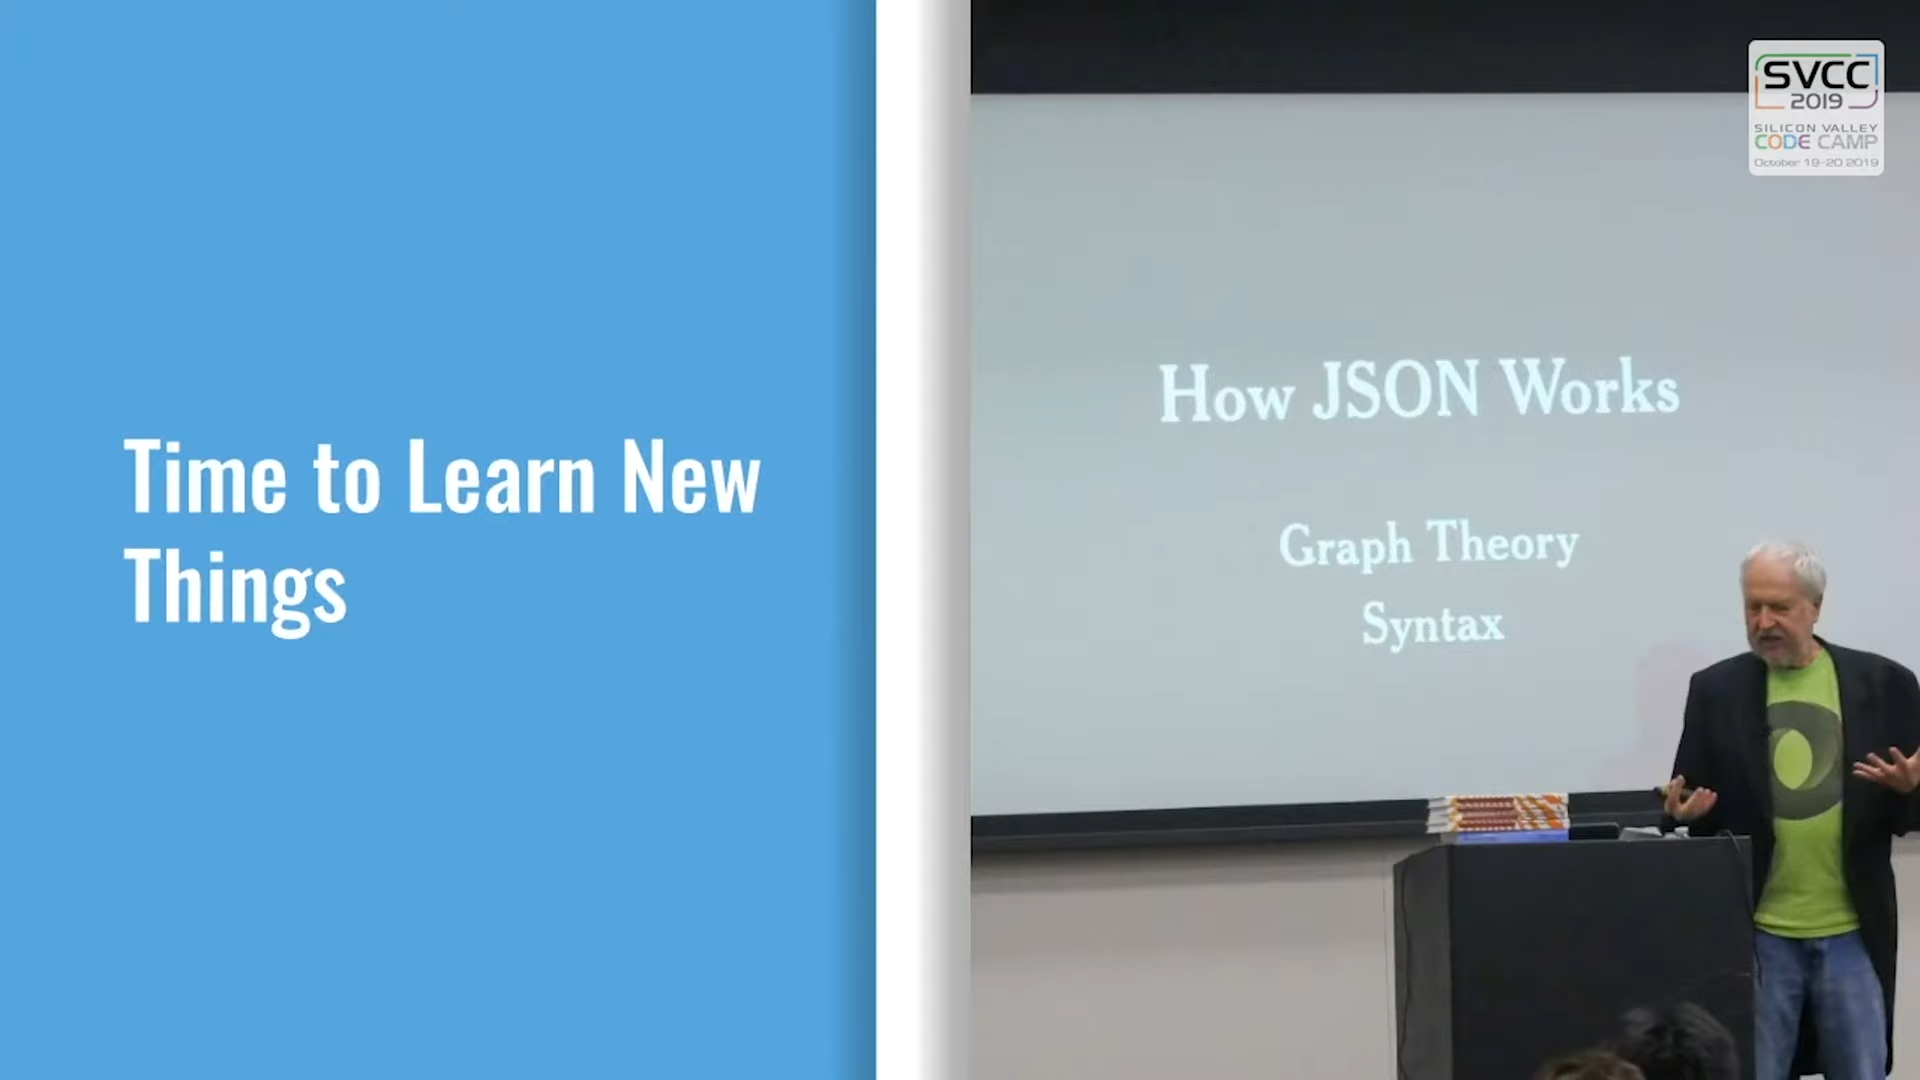 Time to Learn New
Things
SVCC
2019
SILICON VALLEY
CODE CAMP
October 19-20 2019
How JSON Works
Graph Theory
Syntax